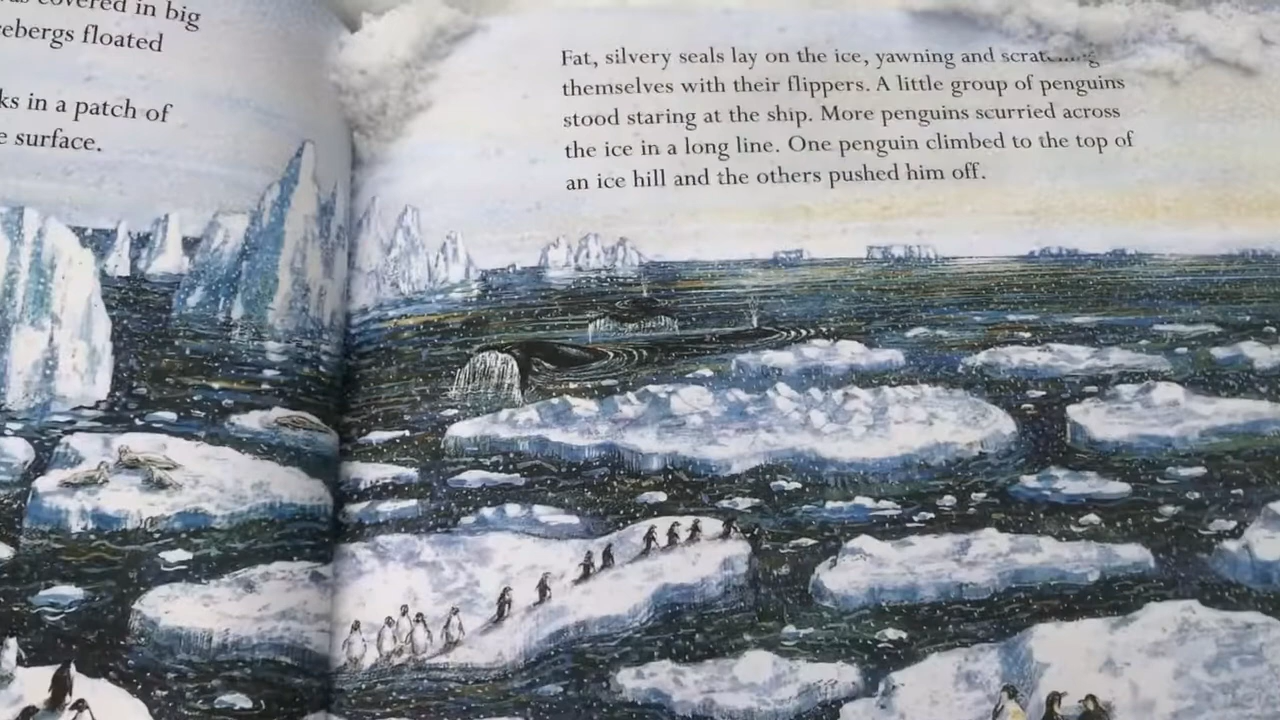 was covered in big
cebergs floated
ks in a patch of
e surface.
Fat, silvery seals lay on the ice, yawning and
themselves with their flippers. A little group of penguins
stood staring at the ship. More penguins scurried across
the ice in a long line. One penguin climbed to the top of
an ice hill and the others pushed him off.